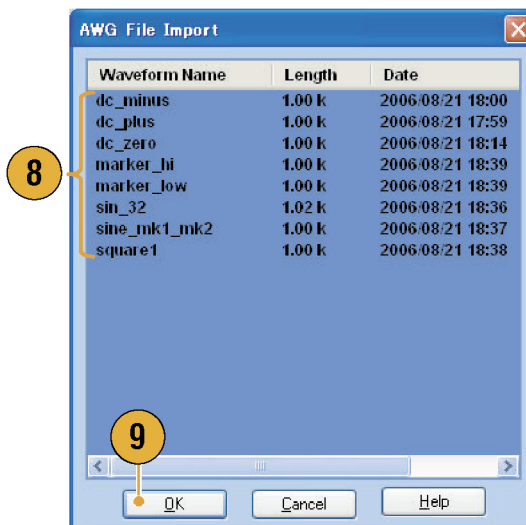 AWG File Import
Waveform Name Length Date
dc_minus 1.00 k 2006/08/21 18:00
dc_plus 1.00 k 2006/08/21 17:59
dc_zero 1.00 k 2006/08/21 18:14
marker_hi 1.00 k 2006/08/21 18:39
marker_low 1.00 k 2006/08/21 18:39
sin_32 1.02 k 2006/08/21 18:36
sine_mk1_mk2 1.00 k 2006/08/21 18:37
square1 1.00 k 2006/08/21 18:38
8
9
OK Cancel Help